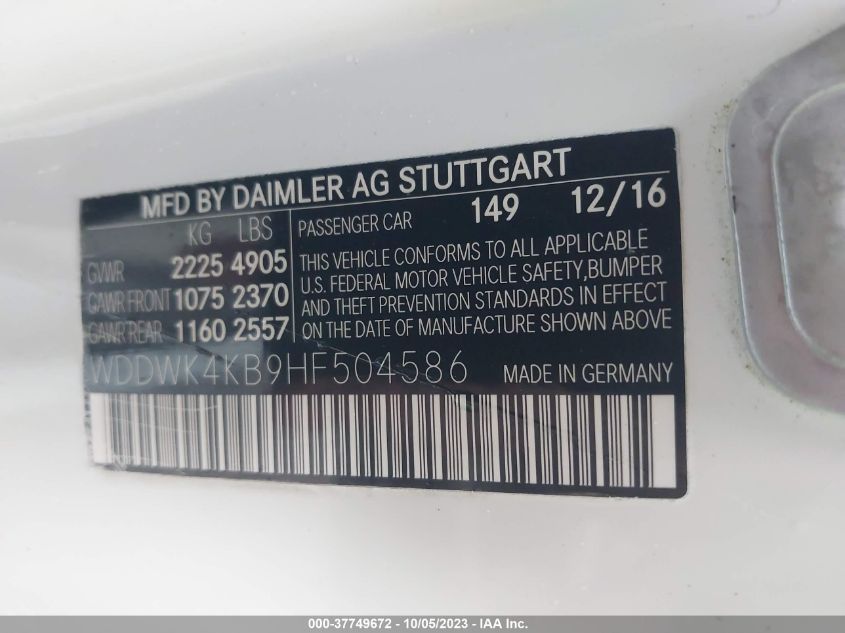 MFD BY DAIMLER AG STUTTGART
KG LBS
GVWR 2225 4905
GAWR FRONT 1075 2370
GAWR REAR 1160 2557
PASSENGER CAR 149 12/16
THIS VEHICLE CONFORMS TO ALL APPLICABLE
U.S. FEDERAL MOTOR VEHICLE SAFETY,BUMPER
AND THEFT PREVENTION STANDARDS IN EFFECT
ON THE DATE OF MANUFACTURE SHOWN ABOVE
WDDWK4KB9HF504586 MADE IN GERMANY
000-37749672 - 10/05/2023 - © IAA Holdings, LLC.